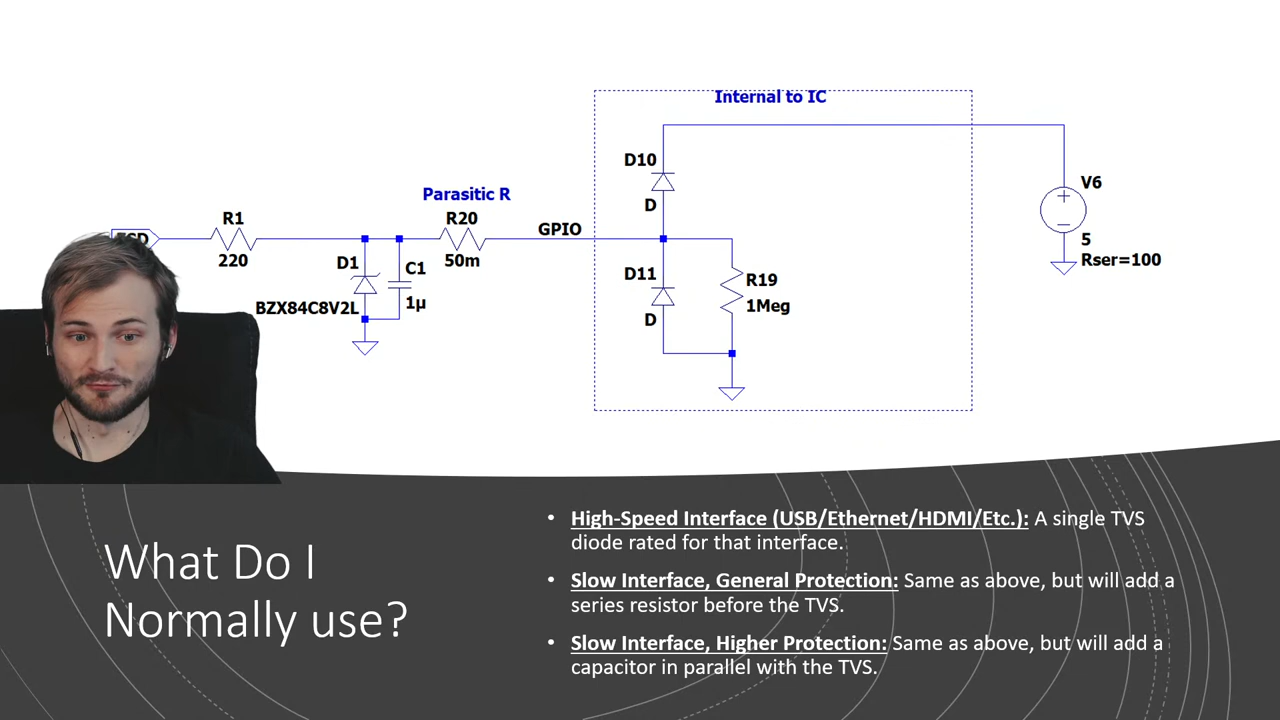 Internal to IC
D10
D
V6
5
Rser=100
Parasitic R
R1
220
R20
50m
GPIO
D1
BZX84C8V2L
C1
1µ
D11
D
R19
1Meg
What Do I
Normally use?
• High-Speed Interface (USB/Ethernet/HDMI/Etc.): A single TVS
diode rated for that interface.
• Slow Interface, General Protection: Same as above, but will add a
series resistor before the TVS.
• Slow Interface, Higher Protection: Same as above, but will add a
capacitor in parallel with the TVS.